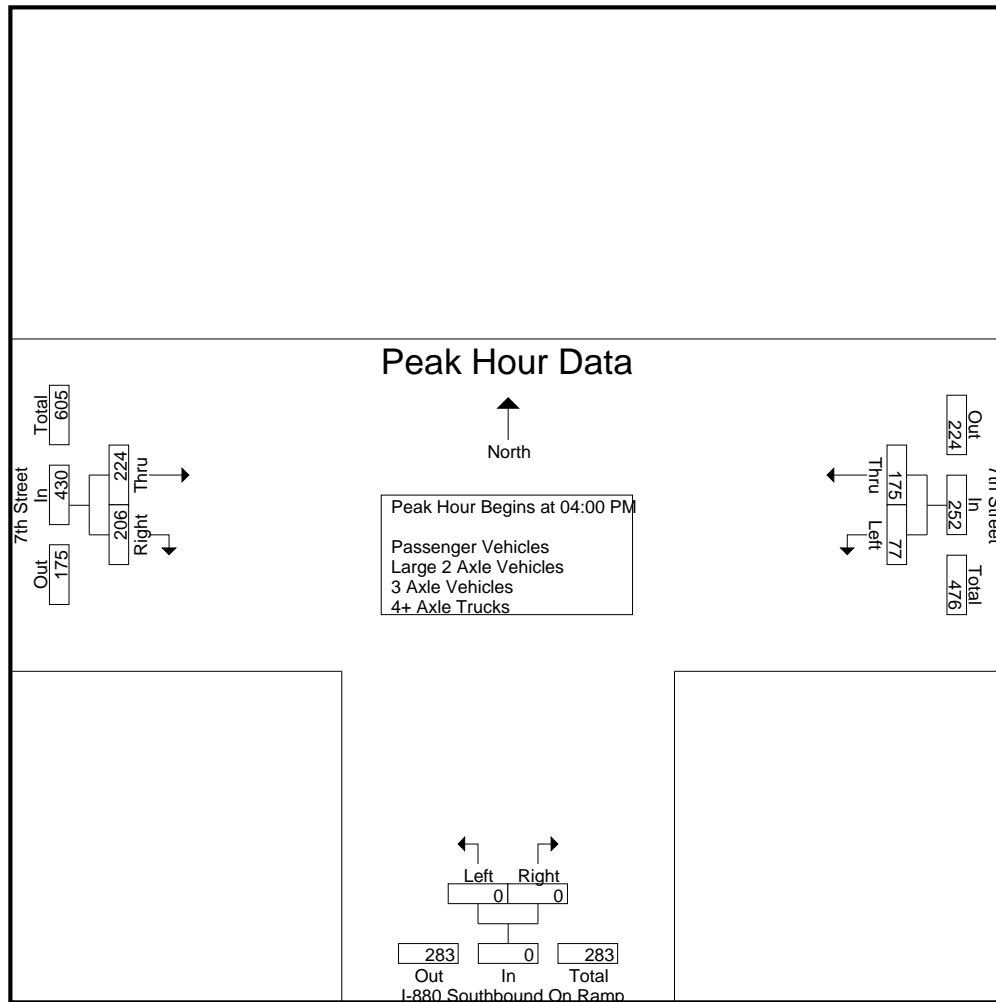 Peak Hour Data
North
Peak Hour Begins at 04:00 PM
Passenger Vehicles
Large 2 Axle Vehicles
3 Axle Vehicles
4+ Axle Trucks
7th Street
Out In Total
175 430 605
Right Thru
206 224
7th Street
Out In Total
224 252 476
Thru Left
175 77
Left Right
0 0
283 0 283
Out In Total
I-880 Southbound On Ramp